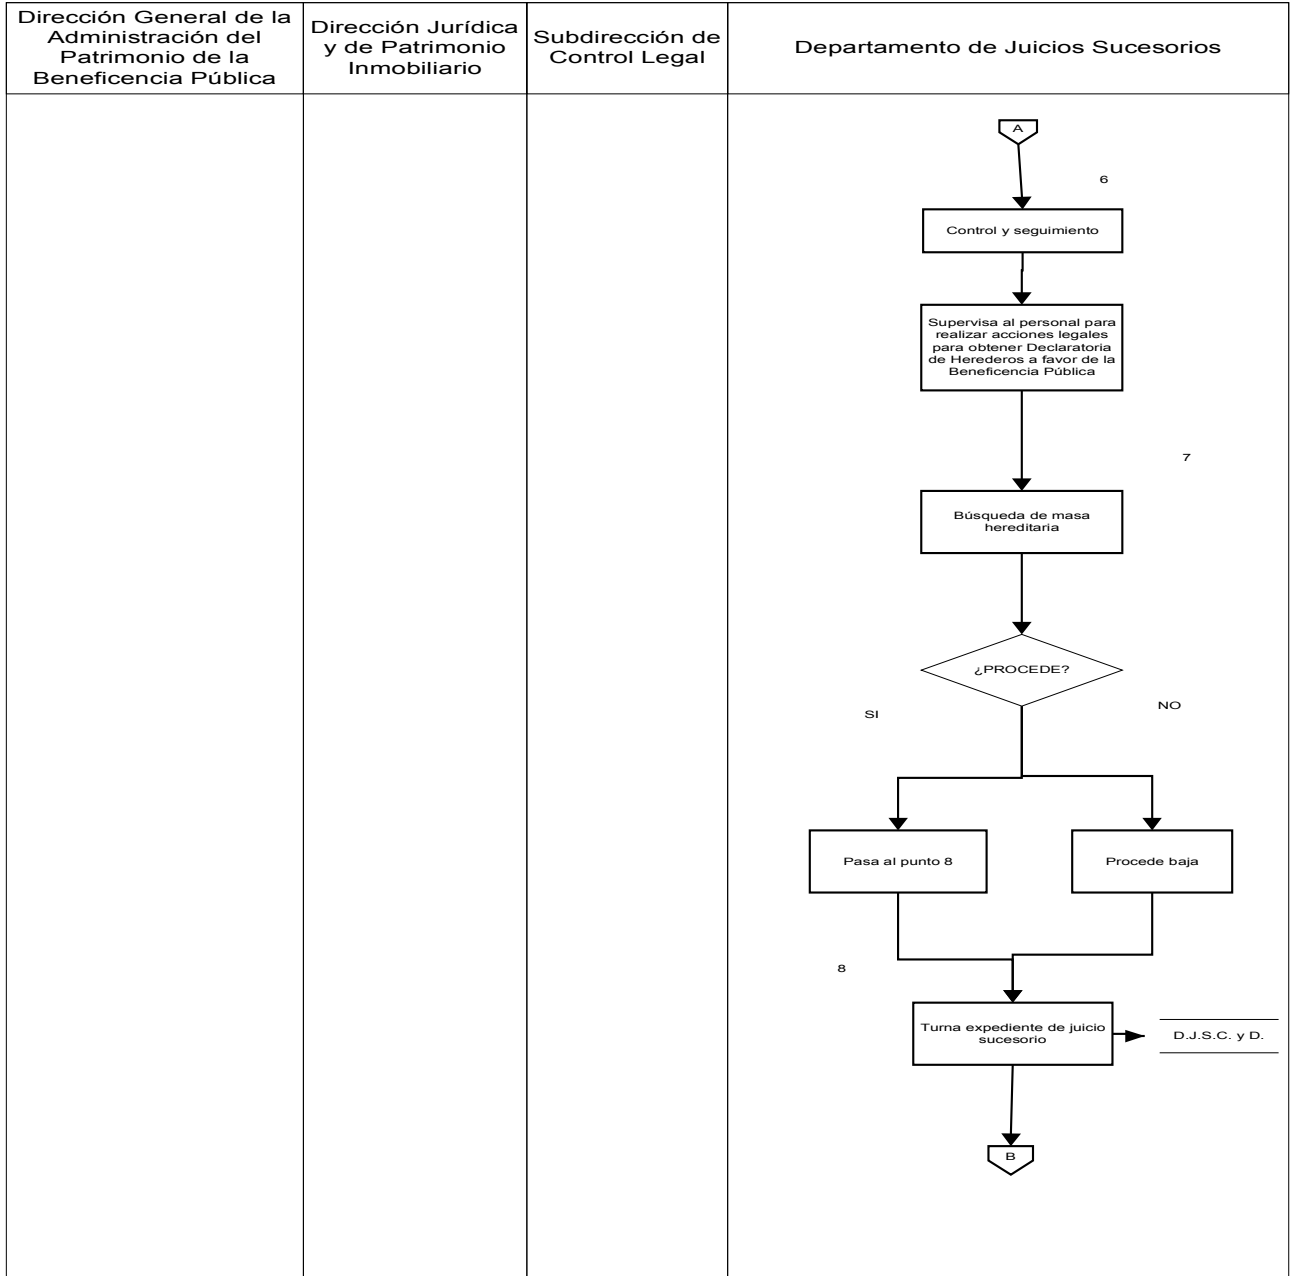 Dirección General de la
Administración del
Patrimonio de la
Beneficencia Pública
Dirección Jurídica
y de Patrimonio
Inmobiliario
Subdirección de
Control Legal
Departamento de Juicios Sucesorios
A
6
Control y seguimiento
Supervisa al personal para
realizar acciones legales
para obtener Declaratoria
de Herederos a favor de la
Beneficencia Pública
7
Búsqueda de masa
hereditaria
¿PROCEDE?
SI
NO
Pasa al punto 8
Procede baja
8
Turna expediente de juicio
sucesorio
D.J.S.C. y D.
B